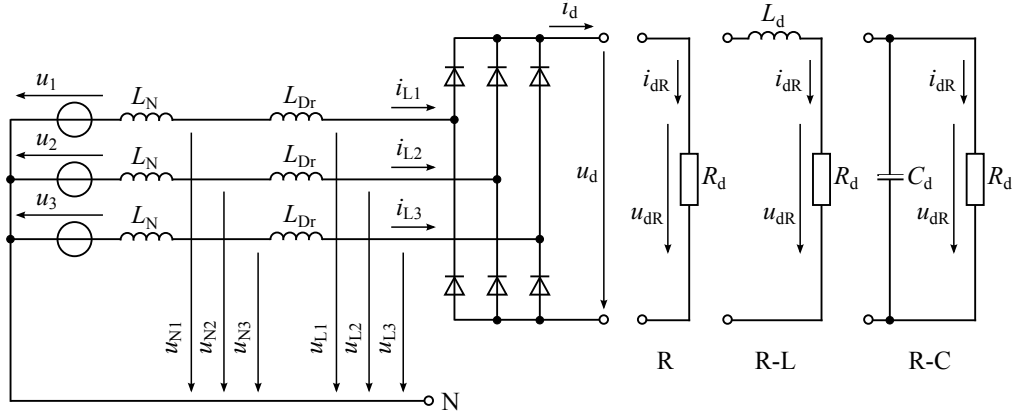 i_d
L_d
u_1
L_N
L_Dr
i_L1
i_dR
i_dR
i_dR
u_2
L_N
L_Dr
i_L2
u_d
R_d
R_d
C_d
R_d
u_3
L_N
L_Dr
i_L3
u_dR
u_dR
u_dR
u_N1
u_N2
u_N3
u_L1
u_L2
u_L3
R
R-L
R-C
N